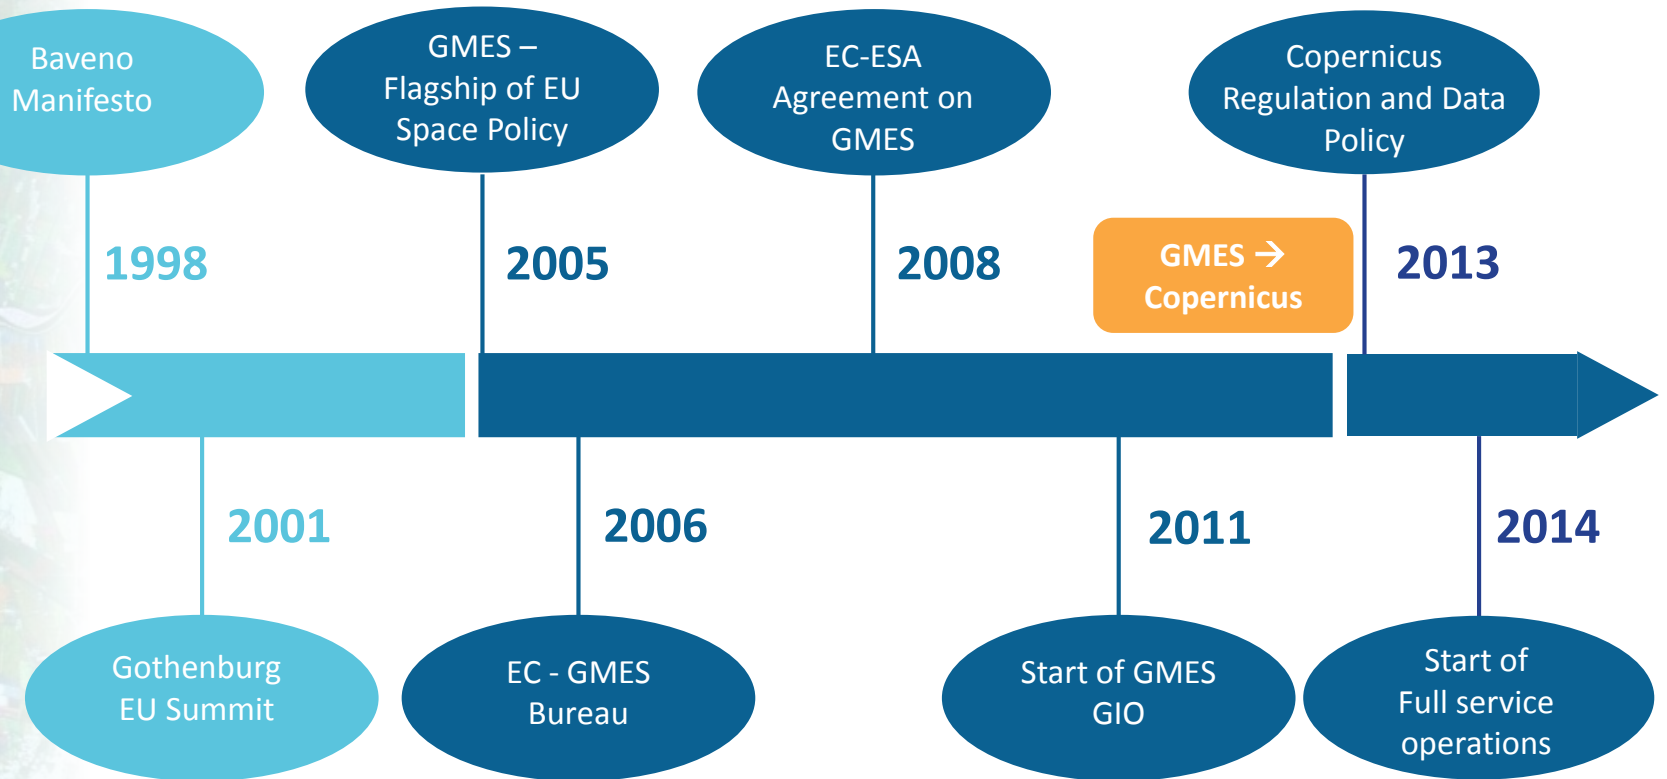 Baveno
Manifesto
GMES –
Flagship of EU
Space Policy
EC-ESA
Agreement on
GMES
Copernicus
Regulation and Data
Policy
1998
2005
2008
GMES →
Copernicus
2013
2001
2006
2011
2014
Gothenburg
EU Summit
EC - GMES
Bureau
Start of GMES
GIO
Start of
Full service
operations